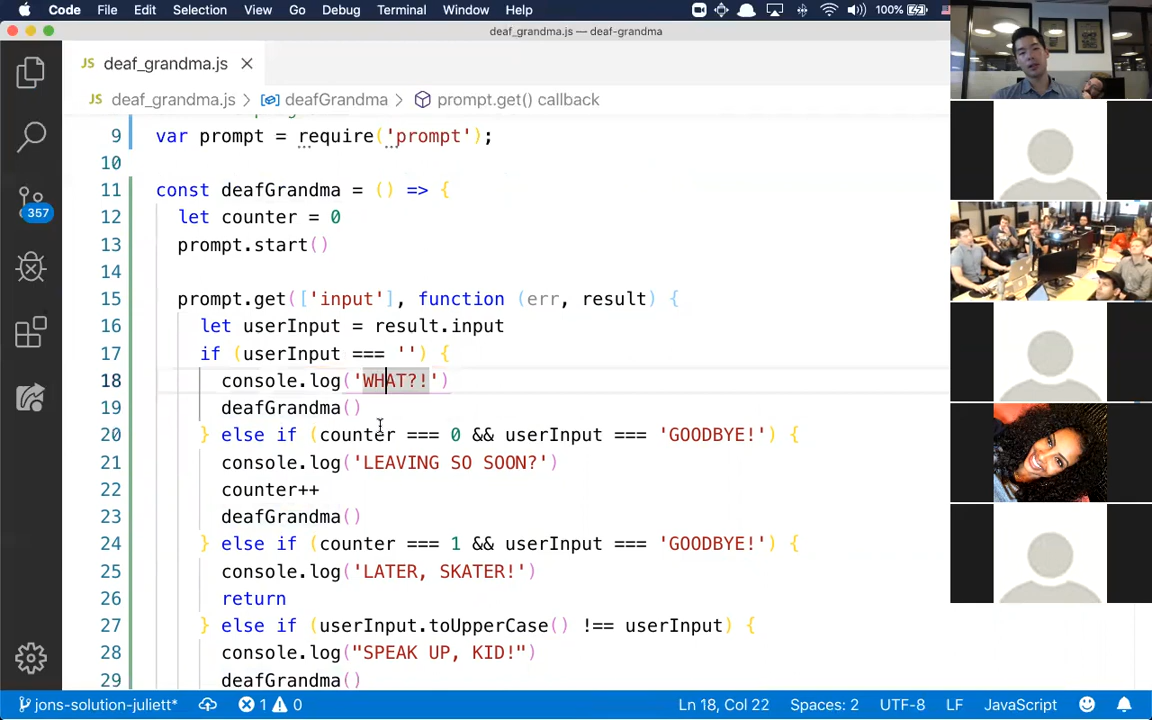 Code File Edit Selection View Go Debug Terminal Window Help 100%
deaf_grandma.js — deaf-grandma
JS deaf_grandma.js ×
JS deaf_grandma.js > deafGrandma > prompt.get() callback
9 var prompt = require('prompt');
10
11 const deafGrandma = () => {
12 let counter = 0
13 prompt.start()
14
15 prompt.get(['input'], function (err, result) {
16 let userInput = result.input
17 if (userInput === '') {
18 console.log('WHAT?!')
19 deafGrandma()
20 } else if (counter === 0 && userInput === 'GOODBYE!') {
21 console.log('LEAVING SO SOON?')
22 counter++
23 deafGrandma()
24 } else if (counter === 1 && userInput === 'GOODBYE!') {
25 console.log('LATER, SKATER!')
26 return
27 } else if (userInput.toUpperCase() !== userInput) {
28 console.log("SPEAK UP, KID!")
29 deafGrandma()
357
jons-solution-juliett* 1 0 Ln 18, Col 22 Spaces: 2 UTF-8 LF JavaScript